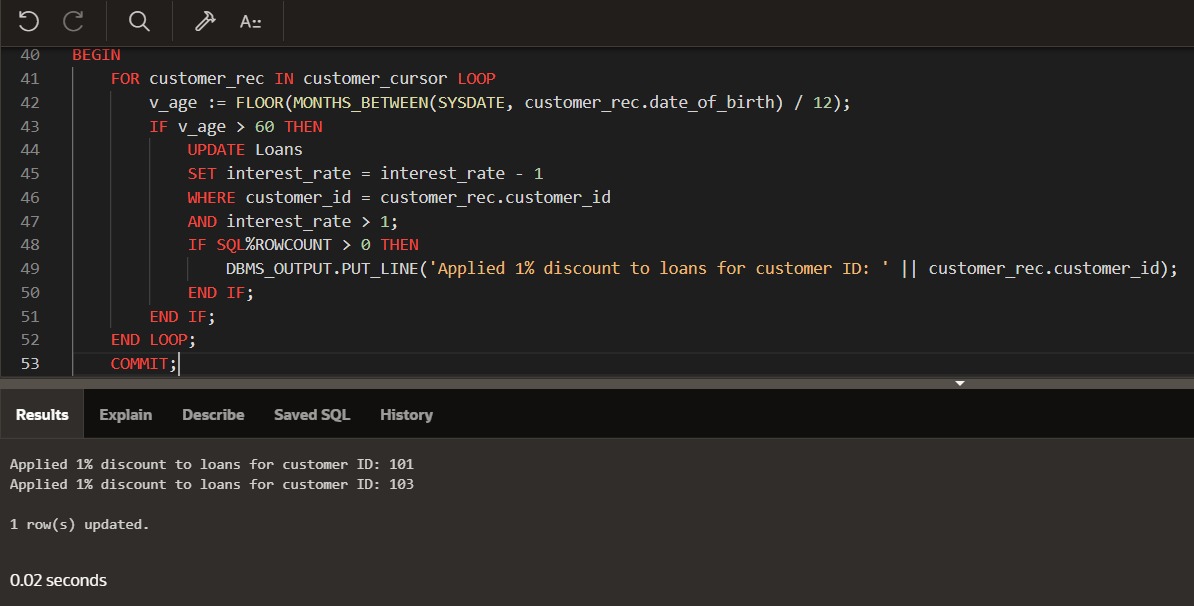 A::
40 BEGIN
41 FOR customer_rec IN customer_cursor LOOP
42 v_age := FLOOR(MONTHS_BETWEEN(SYSDATE, customer_rec.date_of_birth) / 12);
43 IF v_age > 60 THEN
44 UPDATE Loans
45 SET interest_rate = interest_rate - 1
46 WHERE customer_id = customer_rec.customer_id
47 AND interest_rate > 1;
48 IF SQL%ROWCOUNT > 0 THEN
49 DBMS_OUTPUT.PUT_LINE('Applied 1% discount to loans for customer ID: ' || customer_rec.customer_id);
50 END IF;
51 END IF;
52 END LOOP;
53 COMMIT;
Results Explain Describe Saved SQL History
Applied 1% discount to loans for customer ID: 101
Applied 1% discount to loans for customer ID: 103
1 row(s) updated.
0.02 seconds